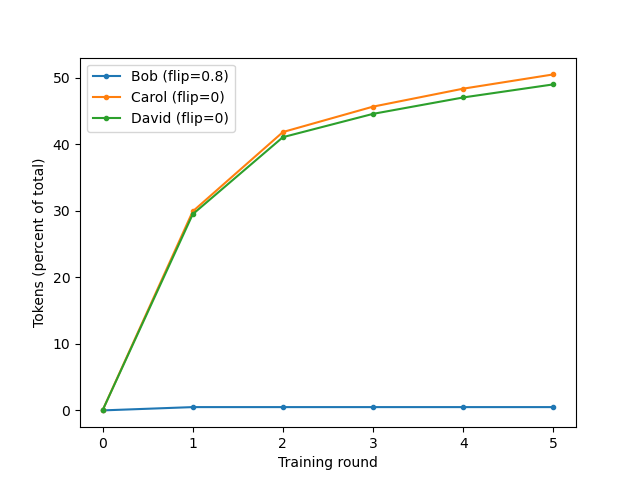 Bob (flip=0.8)
Carol (flip=0)
David (flip=0)
Tokens (percent of total)
50
40
30
20
10
0
0 1 2 3 4 5
Training round